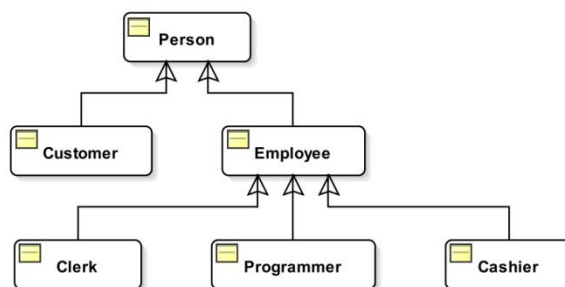 Person
Customer
Employee
Clerk
Programmer
Cashier